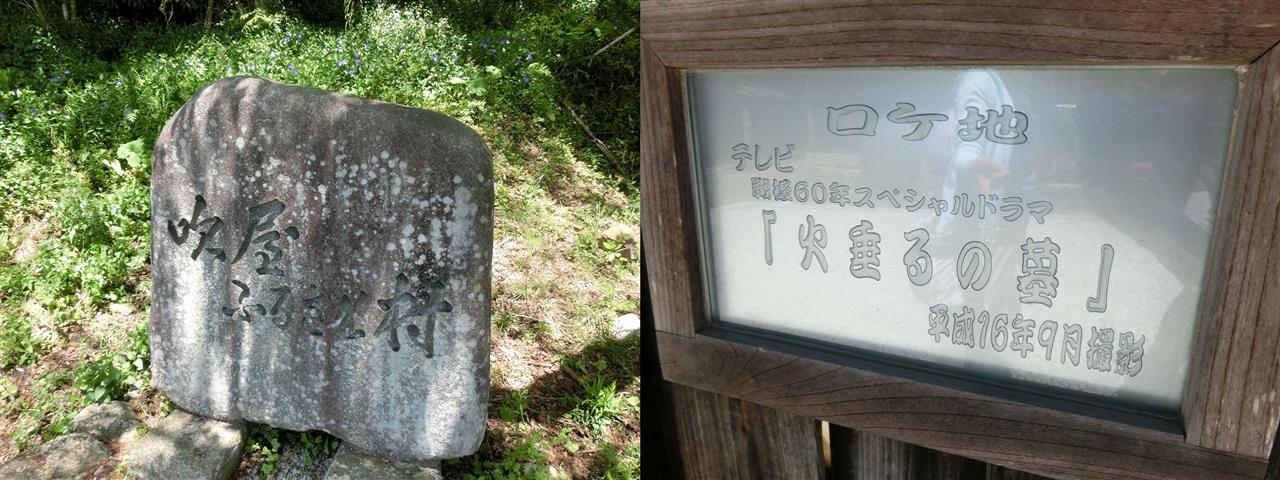 吹屋
ふるさと村
ロケ地
テレビ
戦後60年スペシャルドラマ
『火垂るの墓』
平成16年9月撮影